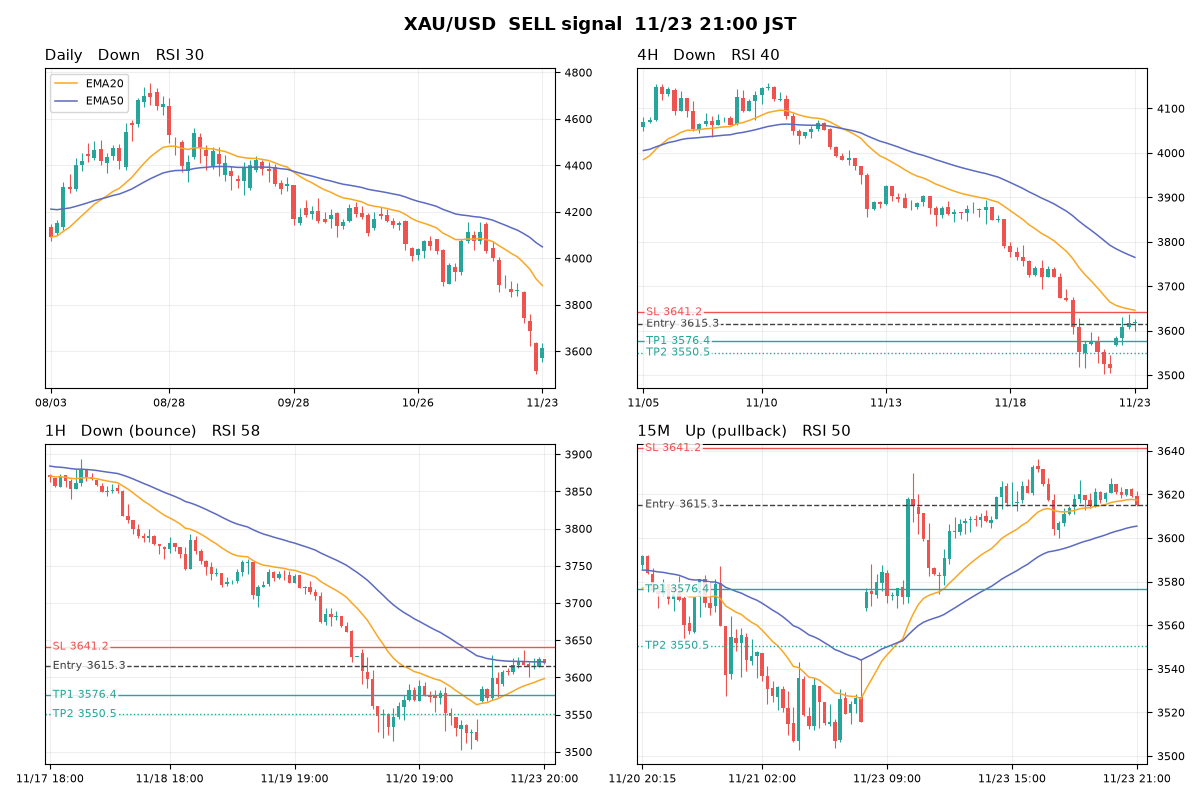 XAU/USD  SELL signal  11/23 21:00 JST
Daily   Down   RSI 30
EMA20
EMA50
4800
4600
4400
4200
4000
3800
3600
08/03
08/28
09/28
10/26
11/23
4H   Down   RSI 40
4100
4000
3900
3800
3700
3600
3500
SL 3641.2
Entry 3615.3
TP1 3576.4
TP2 3550.5
11/05
11/10
11/13
11/18
11/23
1H   Down (bounce)   RSI 58
3900
3850
3800
3750
3700
3650
3600
3550
3500
SL 3641.2
Entry 3615.3
TP1 3576.4
TP2 3550.5
11/17 18:00
11/18 18:00
11/19 19:00
11/20 19:00
11/23 20:00
15M   Up (pullback)   RSI 50
SL 3641.2
Entry 3615.3
TP1 3576.4
TP2 3550.5
3640
3620
3600
3580
3560
3540
3520
3500
11/20 20:15
11/21 02:00
11/23 09:00
11/23 15:00
11/23 21:00